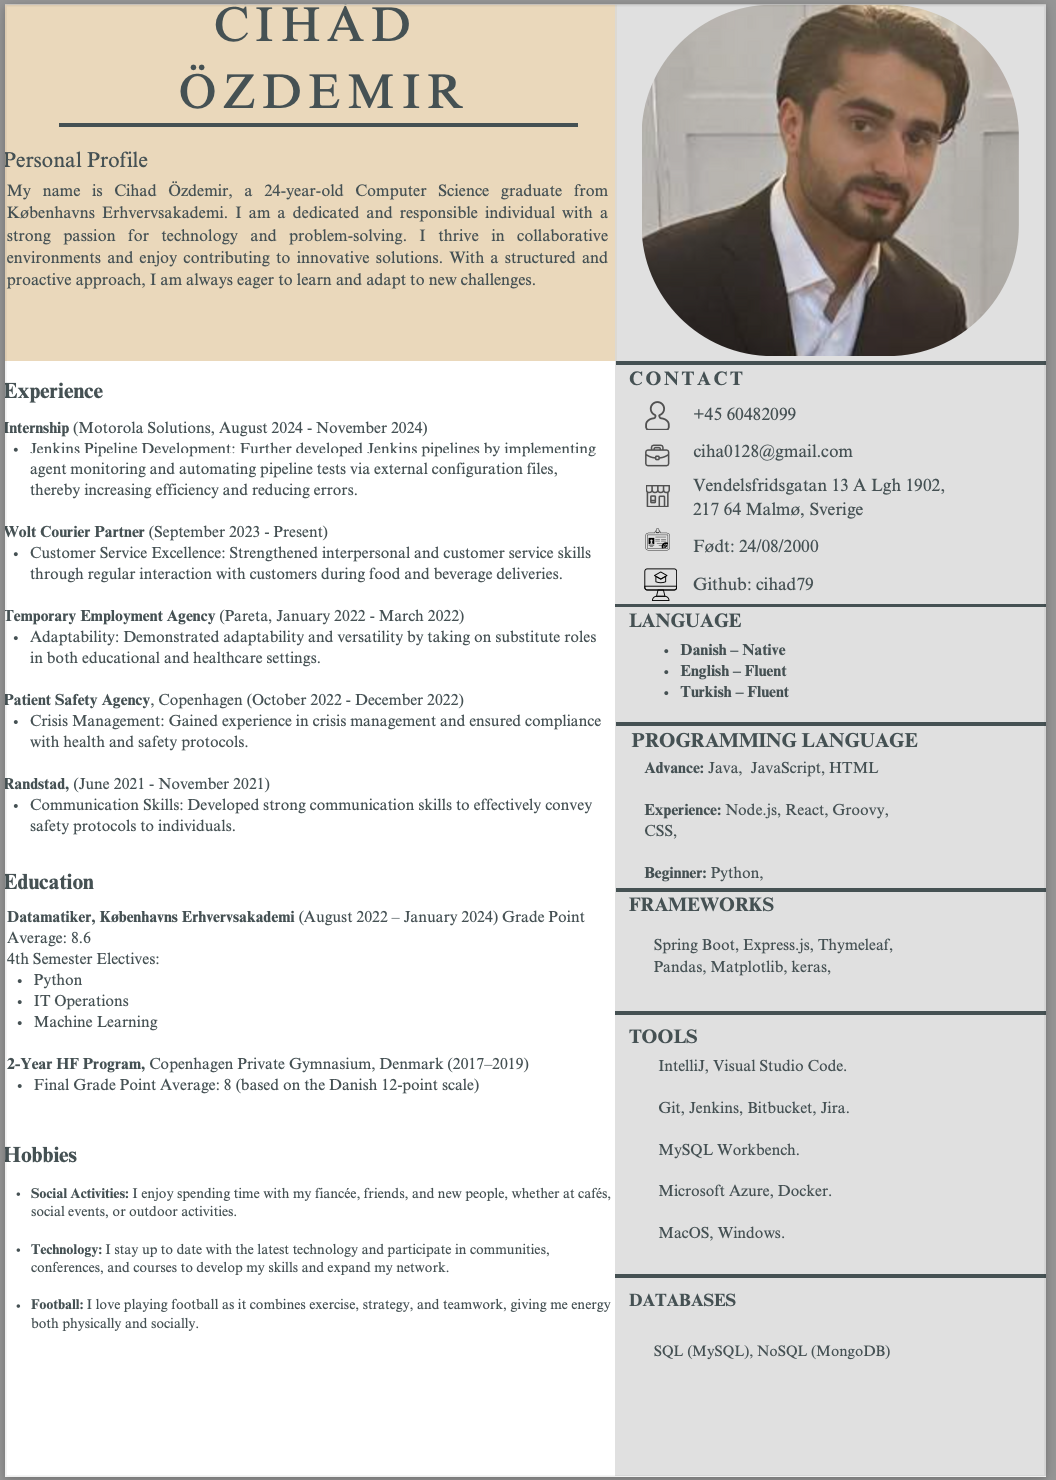 CIHAD
ÖZDEMIR
Personal Profile
My name is Cihad Özdemir, a 24-year-old Computer Science graduate from
Københavns Erhvervsakademi. I am a dedicated and responsible individual with a
strong passion for technology and problem-solving. I thrive in collaborative
environments and enjoy contributing to innovative solutions. With a structured and
proactive approach, I am always eager to learn and adapt to new challenges.
Experience
Internship (Motorola Solutions, August 2024 - November 2024)
• Jenkins Pipeline Development: Further developed Jenkins pipelines by implementing
agent monitoring and automating pipeline tests via external configuration files,
thereby increasing efficiency and reducing errors.
Wolt Courier Partner (September 2023 - Present)
• Customer Service Excellence: Strengthened interpersonal and customer service skills
through regular interaction with customers during food and beverage deliveries.
Temporary Employment Agency (Pareta, January 2022 - March 2022)
• Adaptability: Demonstrated adaptability and versatility by taking on substitute roles
in both educational and healthcare settings.
Patient Safety Agency, Copenhagen (October 2022 - December 2022)
• Crisis Management: Gained experience in crisis management and ensured compliance
with health and safety protocols.
Randstad, (June 2021 - November 2021)
• Communication Skills: Developed strong communication skills to effectively convey
safety protocols to individuals.
Education
Datamatiker, Københavns Erhvervsakademi (August 2022 – January 2024) Grade Point
Average: 8.6
4th Semester Electives:
• Python
• IT Operations
• Machine Learning
2-Year HF Program, Copenhagen Private Gymnasium, Denmark (2017–2019)
• Final Grade Point Average: 8 (based on the Danish 12-point scale)
Hobbies
• Social Activities: I enjoy spending time with my fiancée, friends, and new people, whether at cafés,
social events, or outdoor activities.
• Technology: I stay up to date with the latest technology and participate in communities,
conferences, and courses to develop my skills and expand my network.
• Football: I love playing football as it combines exercise, strategy, and teamwork, giving me energy
both physically and socially.
CONTACT
+45 60482099
ciha0128@gmail.com
Vendelsfridsgatan 13 A Lgh 1902,
217 64 Malmø, Sverige
Født: 24/08/2000
Github: cihad79
LANGUAGE
• Danish – Native
• English – Fluent
• Turkish – Fluent
PROGRAMMING LANGUAGE
Advance: Java, JavaScript, HTML
Experience: Node.js, React, Groovy,
CSS,
Beginner: Python,
FRAMEWORKS
Spring Boot, Express.js, Thymeleaf,
Pandas, Matplotlib, keras,
TOOLS
IntelliJ, Visual Studio Code.
Git, Jenkins, Bitbucket, Jira.
MySQL Workbench.
Microsoft Azure, Docker.
MacOS, Windows.
DATABASES
SQL (MySQL), NoSQL (MongoDB)